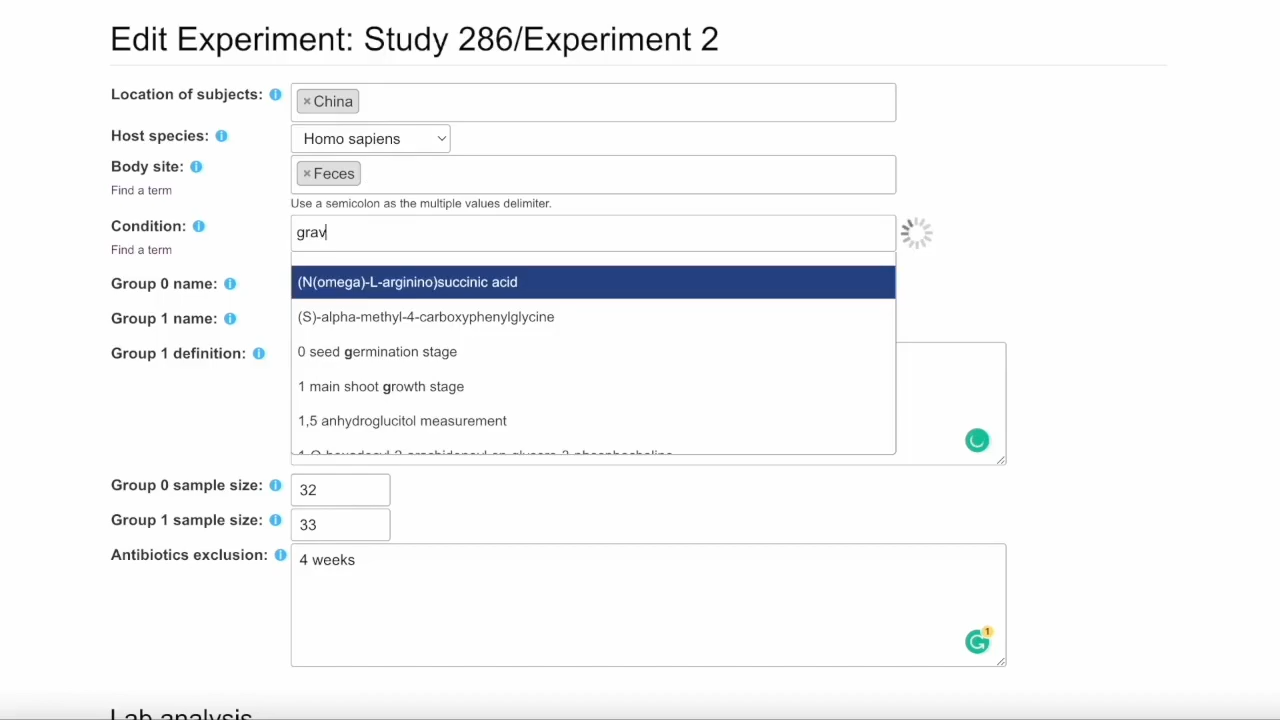 Edit Experiment: Study 286/Experiment 2
Location of subjects:
× China
Host species:
Homo sapiens
Body site:
× Feces
Find a term
Use a semicolon as the multiple values delimiter.
Condition:
grav
Find a term
(N(omega)-L-arginino)succinic acid
Group 0 name:
(S)-alpha-methyl-4-carboxyphenylglycine
Group 1 name:
0 seed germination stage
Group 1 definition:
1 main shoot growth stage
1,5 anhydroglucitol measurement
Group 0 sample size:
32
Group 1 sample size:
33
Antibiotics exclusion:
4 weeks
1
Lab analysis